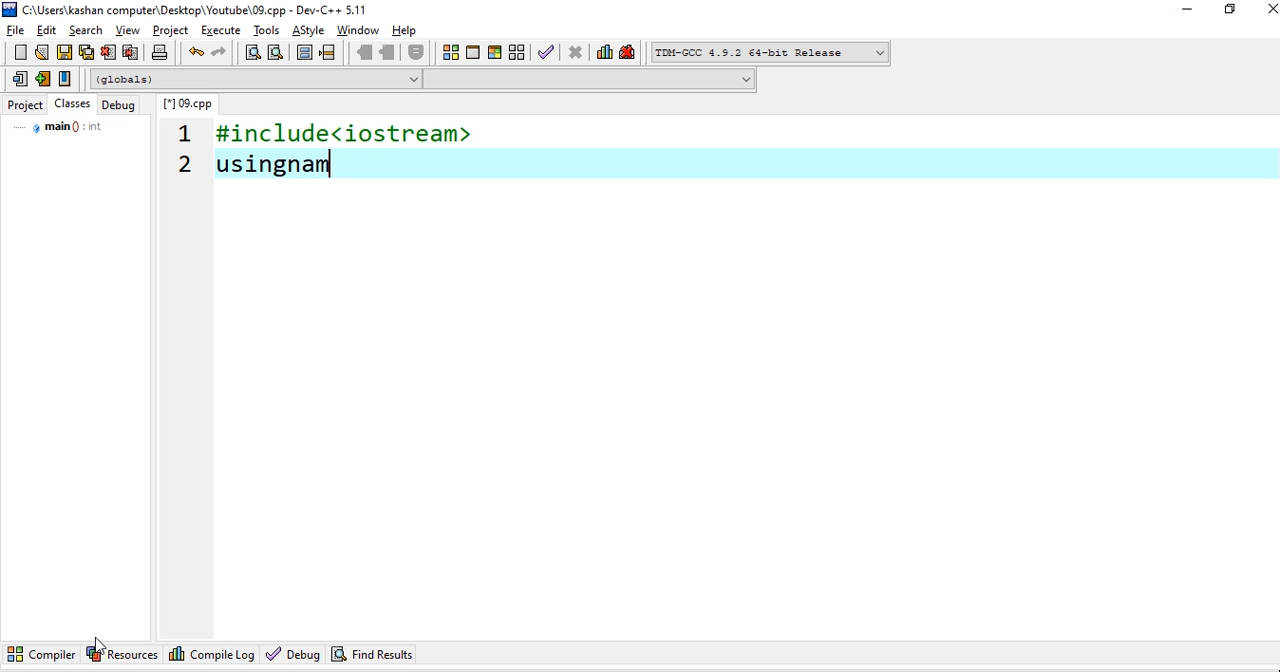 C:\Users\kashan computer\Desktop\Youtube\09.cpp - Dev-C++ 5.11
File Edit Search View Project Execute Tools AStyle Window Help
TDM-GCC 4.9.2 64-bit Release
(globals)
Project Classes Debug [*] 09.cpp
main () : int
1 #include<iostream>
2 usingnam
Compiler Resources Compile Log Debug Find Results